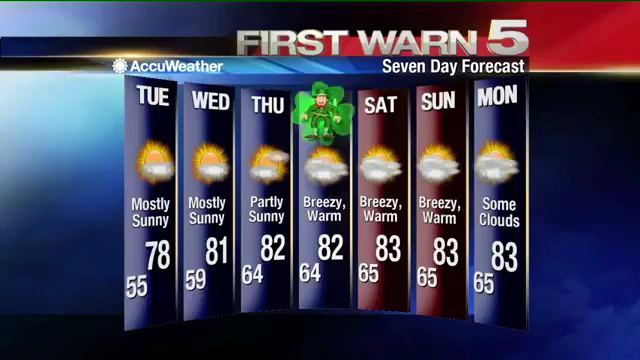 FIRST WARN 5
AccuWeather
Seven Day Forecast
TUE
Mostly
Sunny
78
55
WED
Mostly
Sunny
81
59
THU
Partly
Sunny
82
64
Breezy,
Warm
82
64
SAT
Breezy,
Warm
83
65
SUN
Breezy,
Warm
83
65
MON
Some
Clouds
83
65